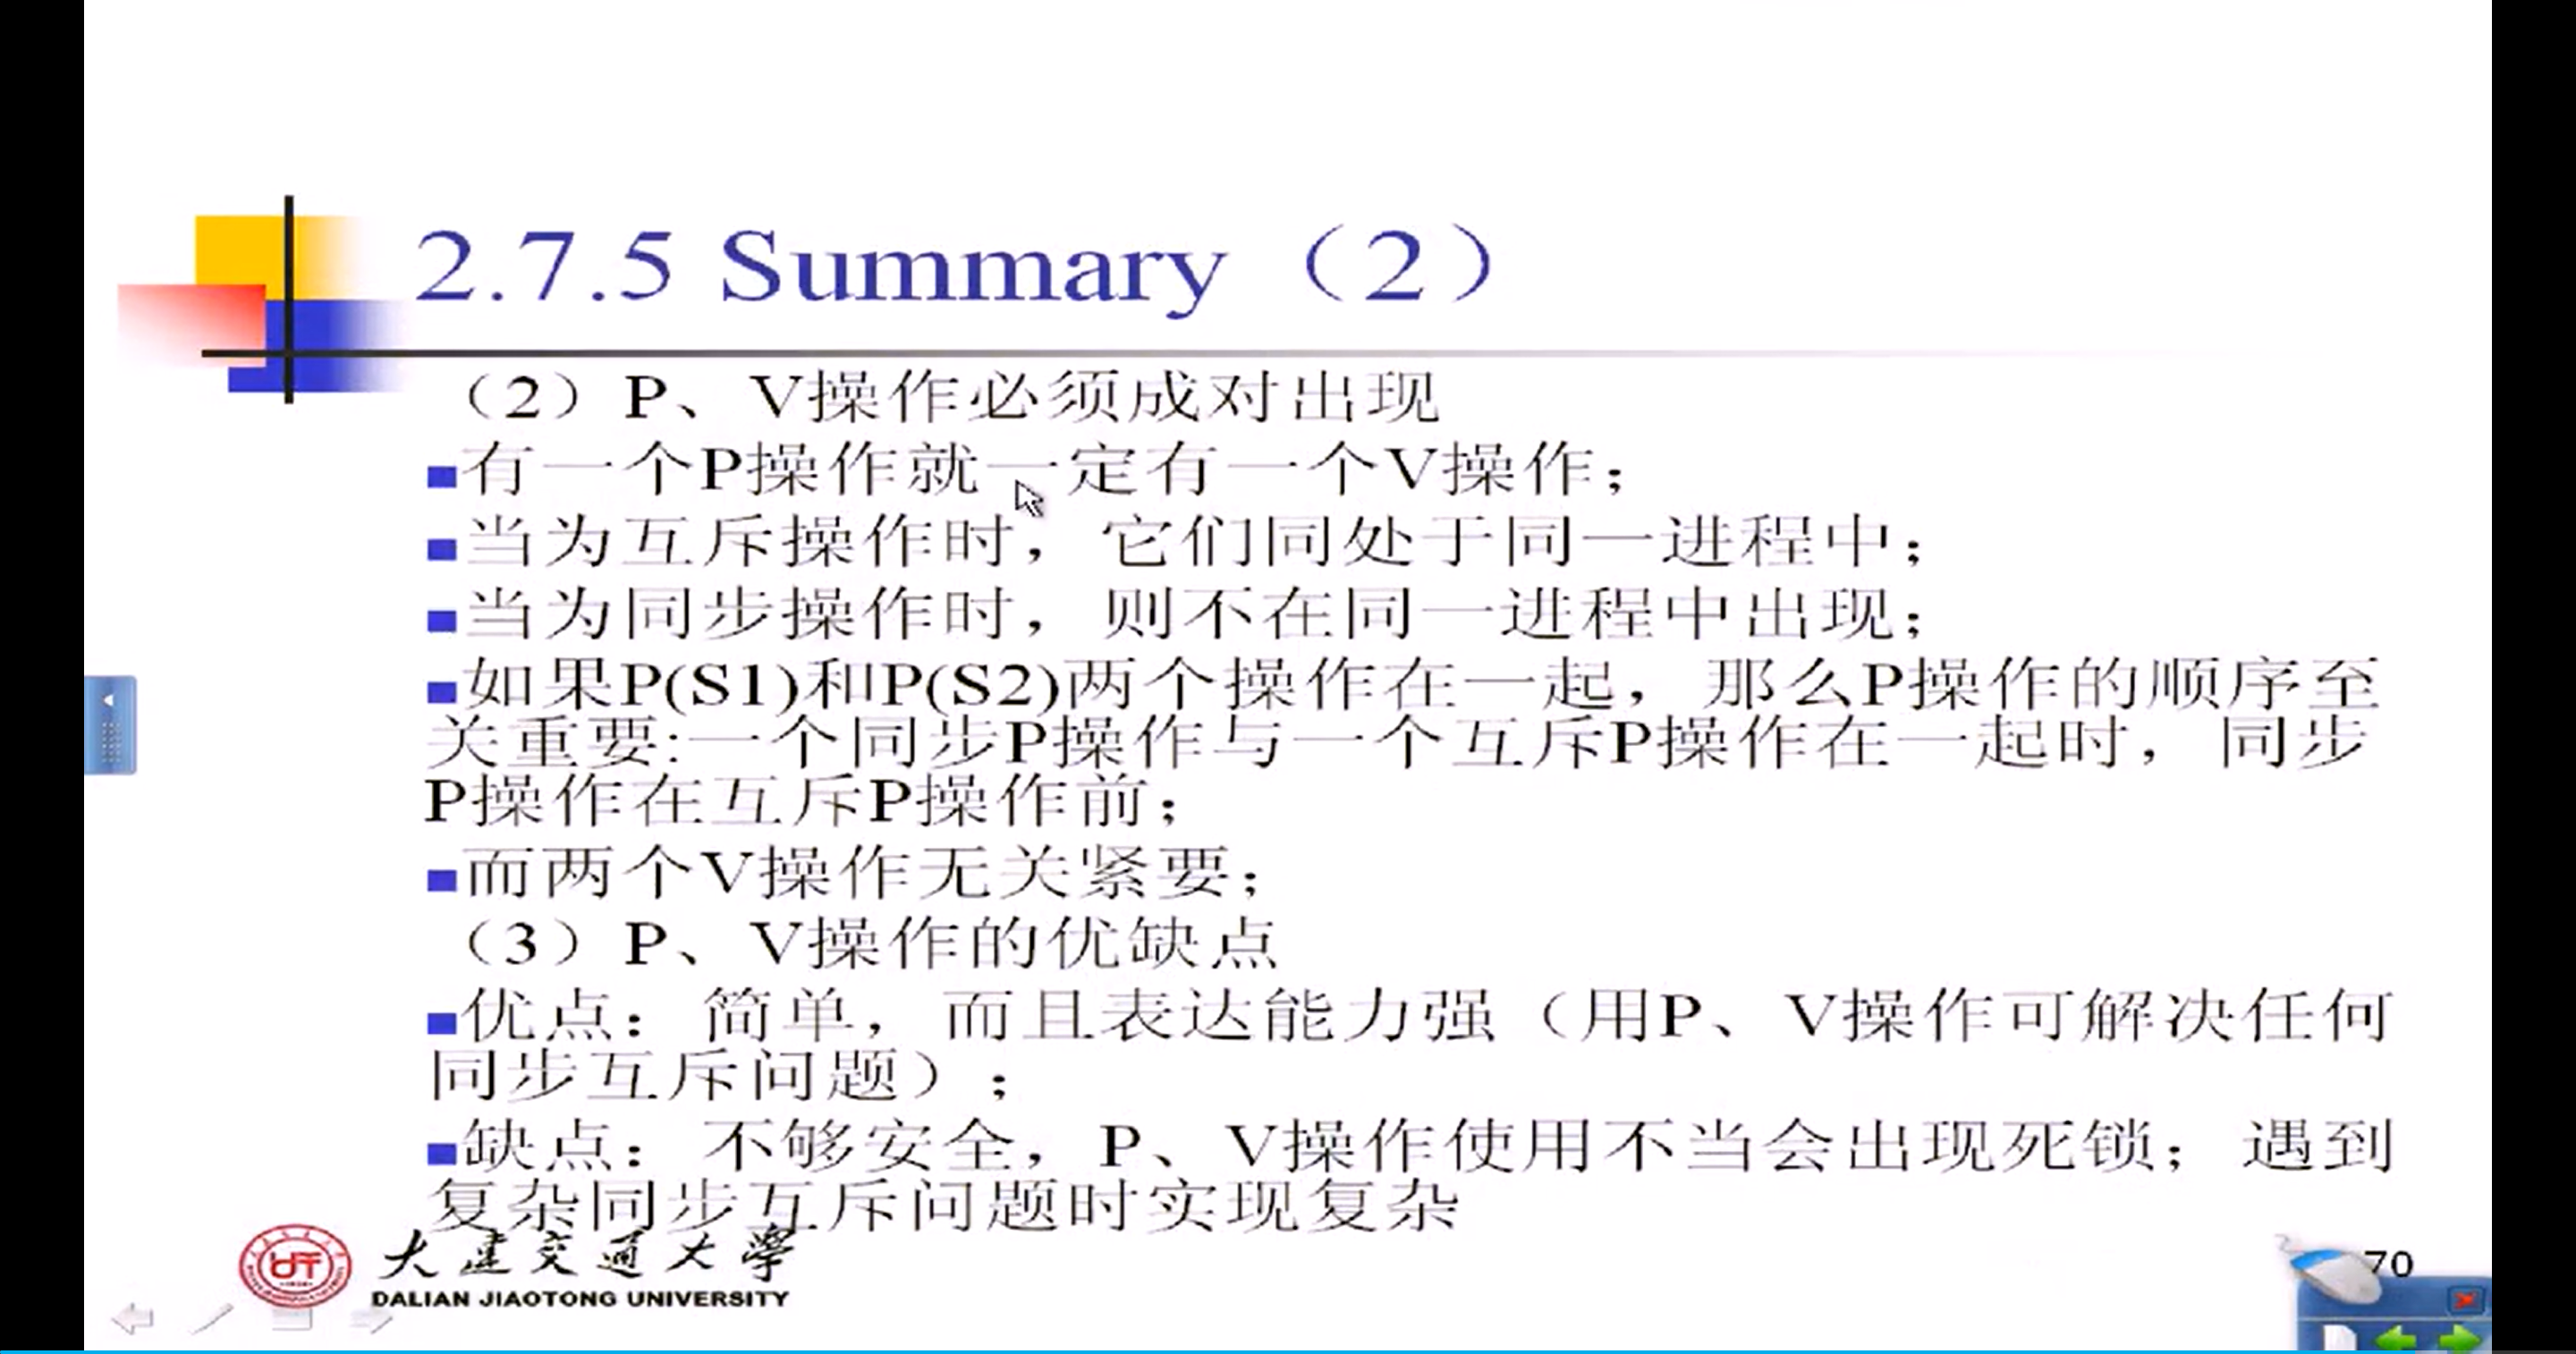 2.7.5 Summary（2）
（2）P、V操作必须成对出现
有一个P操作就一定有一个V操作；
当为互斥操作时，它们同处于同一进程中；
当为同步操作时，则不在同一进程中出现；
如果P(S1)和P(S2)两个操作在一起，那么P操作的顺序至
关重要:一个同步P操作与一个互斥P操作在一起时，同步
P操作在互斥P操作前；
而两个V操作无关紧要；
（3）P、V操作的优缺点
优点：简单，而且表达能力强（用P、V操作可解决任何
同步互斥问题）；
缺点：不够安全，P、V操作使用不当会出现死锁；遇到
复杂同步互斥问题时实现复杂
大连交通大学
DALIAN JIAOTONG UNIVERSITY
70